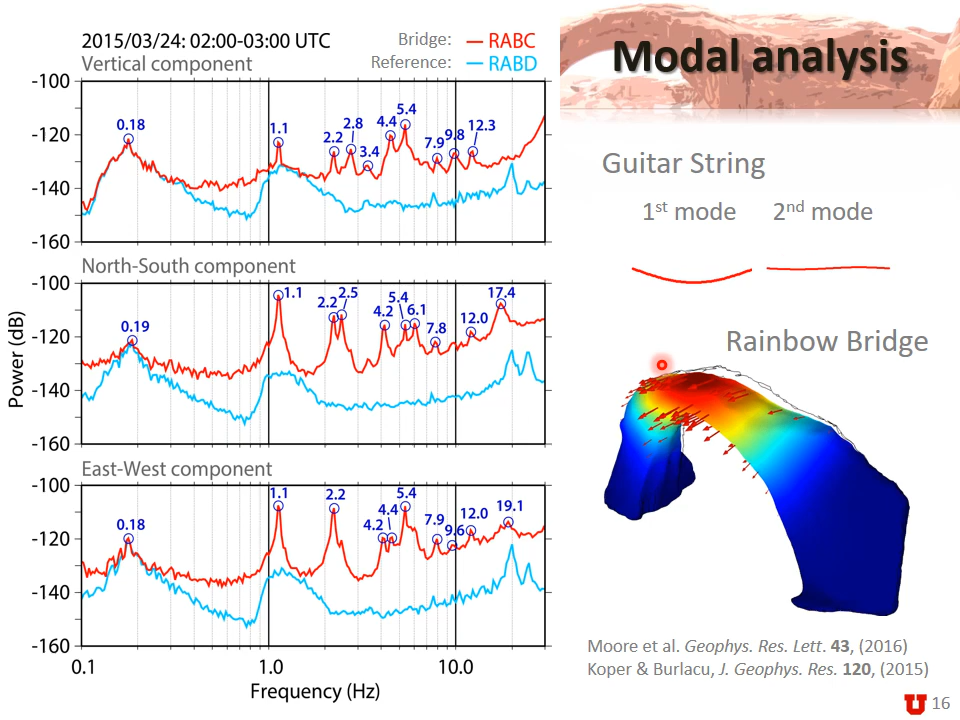 Modal analysis
2015/03/24: 02:00-03:00 UTC
Vertical component
Bridge: RABC
Reference: RABD
-100
-120
-140
-160
0.18
1.1
2.2
2.8
3.4
4.4
5.4
7.9
9.8
12.3
North-South component
-100
-120
-140
-160
0.19
1.1
2.2
2.5
4.2
5.4
6.1
7.8
12.0
17.4
Power (dB)
East-West component
-100
-120
-140
-160
0.18
1.1
2.2
4.2
4.4
5.4
7.9
9.6
12.0
19.1
0.1 1.0 10.0
Frequency (Hz)
Guitar String
1st mode 2nd mode
Rainbow Bridge
Moore et al. Geophys. Res. Lett. 43, (2016)
Koper & Burlacu, J. Geophys. Res. 120, (2015)
U 16